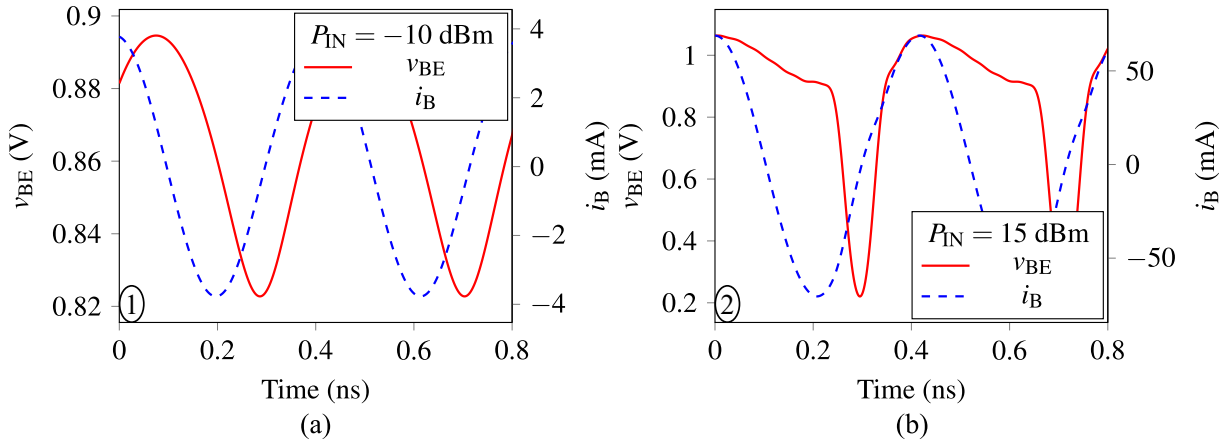 0.9
0.88
0.86
0.84
0.82
v_BE (V)
P_IN = −10 dBm
v_BE
i_B
4
2
0
−2
−4
i_B (mA)
1
0 0.2 0.4 0.6 0.8
Time (ns)
(a)
1
0.8
0.6
0.4
0.2
v_BE (V)
50
0
−50
i_B (mA)
P_IN = 15 dBm
v_BE
i_B
2
0 0.2 0.4 0.6 0.8
Time (ns)
(b)